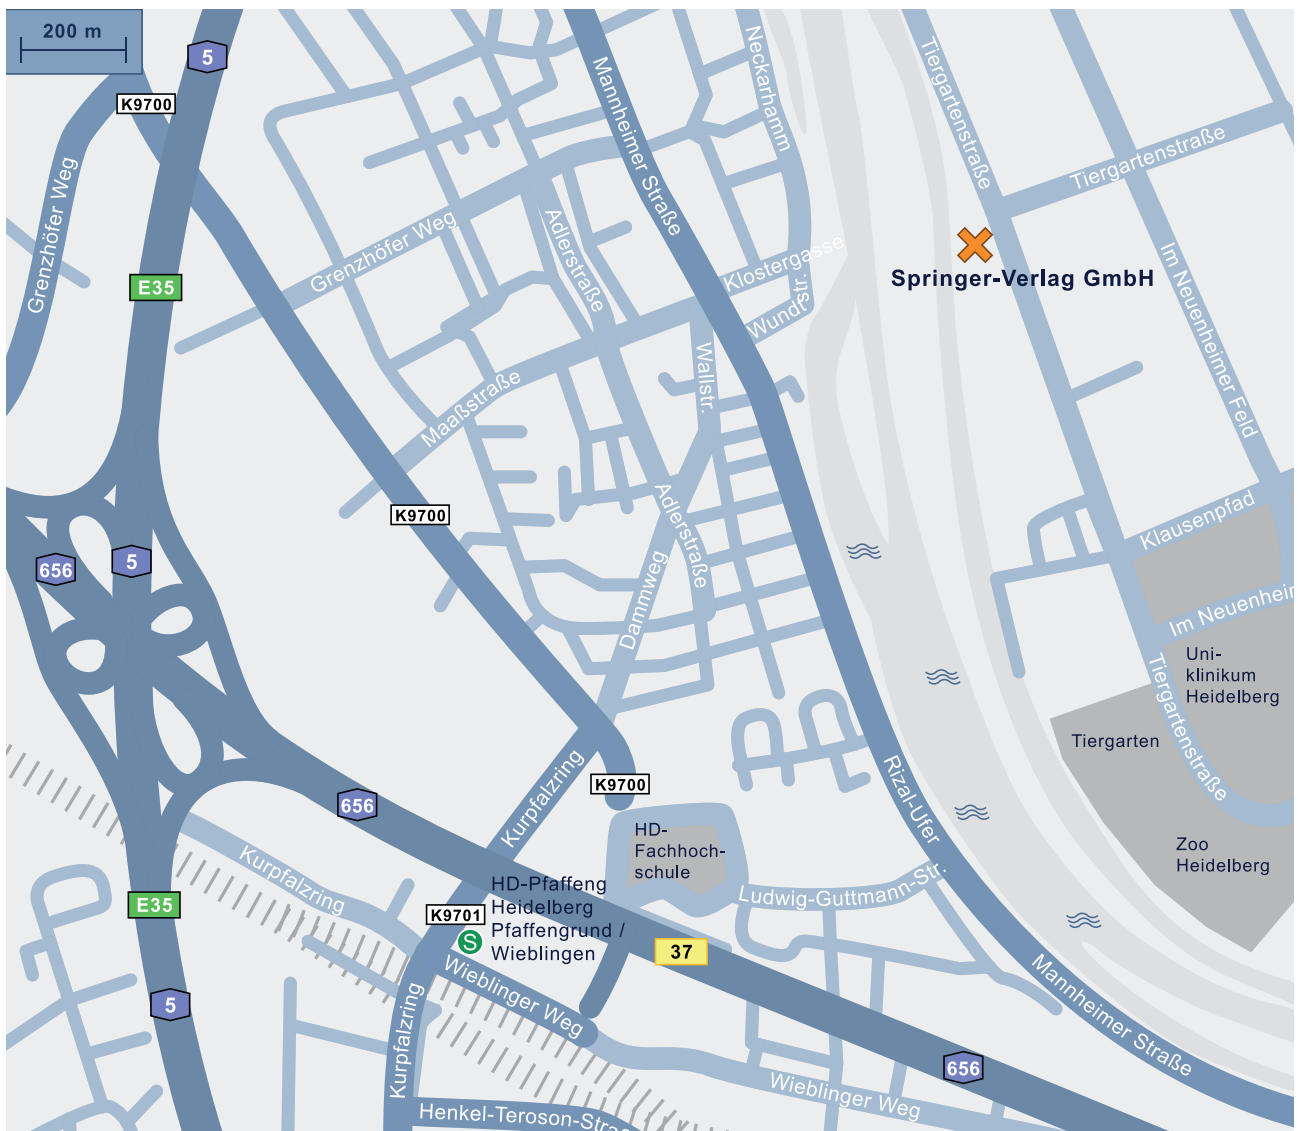 200 m
5
K9700
Grenzhöfer Weg
E35
Grenzhöfer Weg
Adlerstraße
Mannheimer Straße
Neckarhamm
Tiergartenstraße
Tiergartenstraße
Springer-Verlag GmbH
Im Neuenheimer Feld
Klostergasse
Wundt
str.
Wallstr.
Maaßstraße
K9700
Adlerstraße
Dammweg
656
5
Klausenpfad
Im Neuenheim
Uni-
klinikum
Heidelberg
Tiergartenstraße
Tiergarten
Zoo
Heidelberg
Rizal-Ufer
K9700
656
Kurpfalzring
HD-
Fachhoch-
schule
Kurpfalzring
Ludwig-Guttmann-Str.
HD-Pfaffeng
Heidelberg
Pfaffengrund /
Wieblingen
K9701
S
E35
37
Wieblinger Weg
5
Kurpfalzring
Mannheimer Straße
656
Wieblinger Weg
Henkel-Teroson-Straß